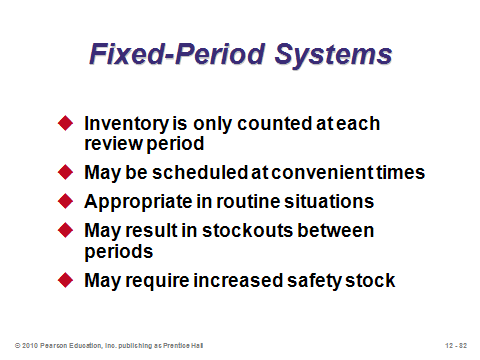 Fixed-Period Systems
Inventory is only counted at each
review period
May be scheduled at convenient times
Appropriate in routine situations
May result in stockouts between
periods
May require increased safety stock
© 2010 Pearson Education, Inc. publishing as Prentice Hall
12 - 82